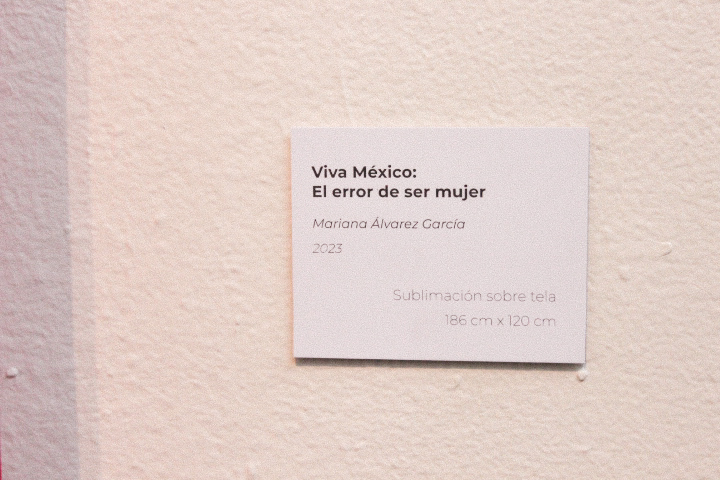 Viva México:
El error de ser mujer
Mariana Álvarez García
2023
Sublimación sobre tela
186 cm x 120 cm